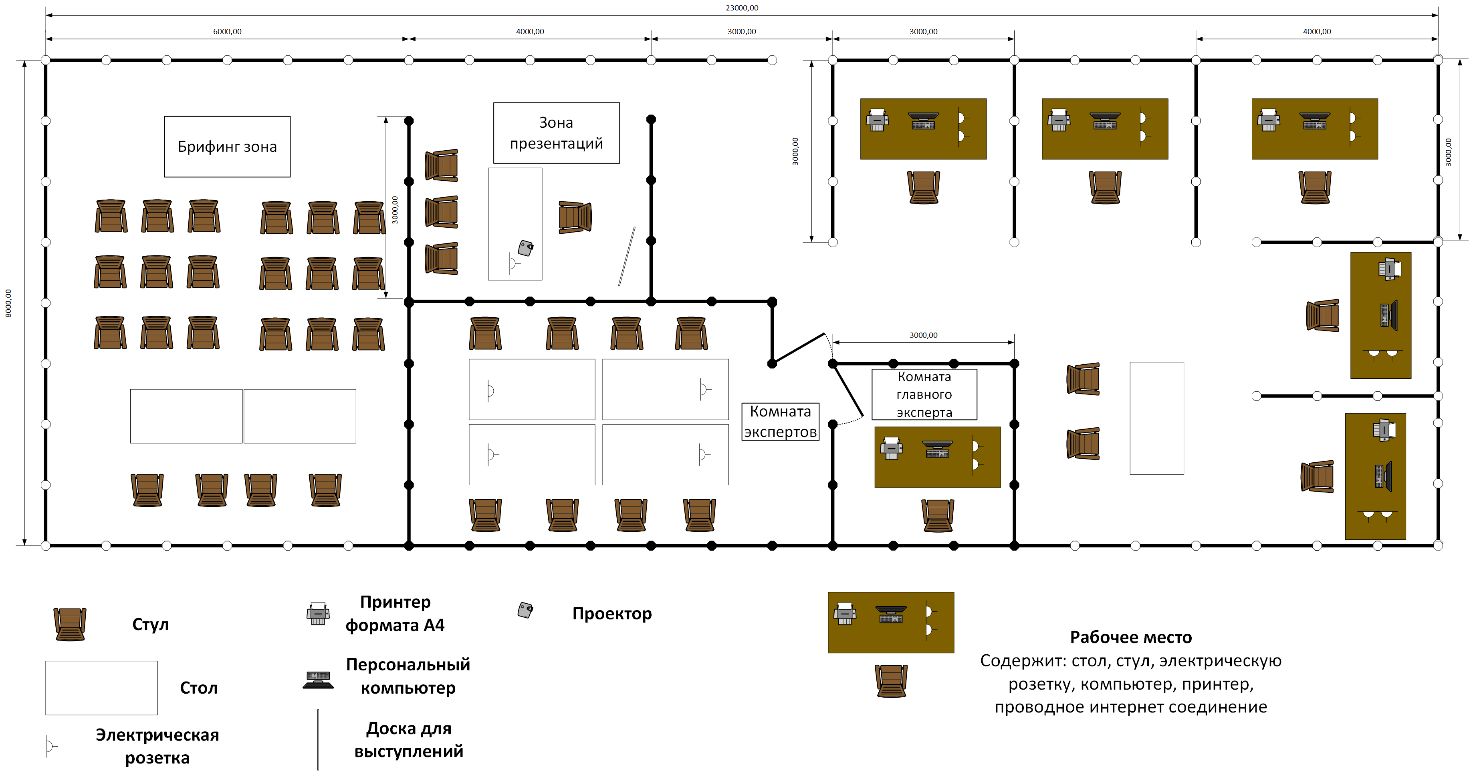 23000,00
6000,00
4000,00
3000,00
3000,00
4000,00
Брифинг зона
Зона
презентаций
3000,00
3000,00
3000,00
8000,00
3000,00
Комната
экспертов
Комната
главного
эксперта
Стул
Принтер
формата А4
Проектор
Рабочее место
Содержит: стол, стул, электрическую
розетку, компьютер, принтер,
проводное интернет соединение
Стол
Персональный
компьютер
Электрическая
розетка
Доска для
выступлений